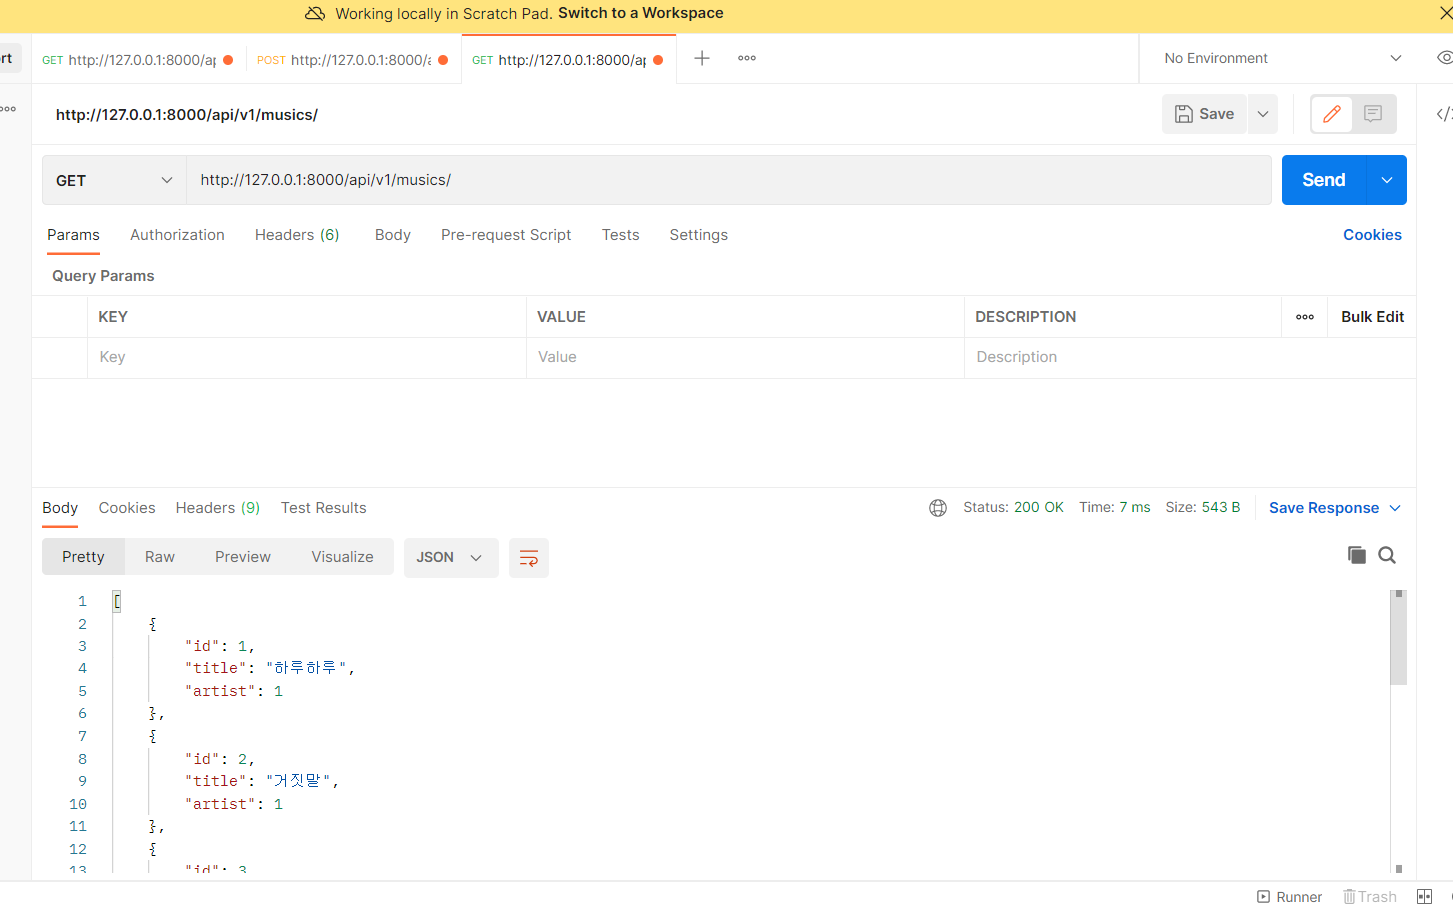 Working locally in Scratch Pad. Switch to a Workspace
rt
GET http://127.0.0.1:8000/ap
POST http://127.0.0.1:8000/a
GET http://127.0.0.1:8000/ap
No Environment
http://127.0.0.1:8000/api/v1/musics/
Save
GET
http://127.0.0.1:8000/api/v1/musics/
Send
Params Authorization Headers (6) Body Pre-request Script Tests Settings Cookies
Query Params
KEY VALUE DESCRIPTION Bulk Edit
Key Value Description
Body Cookies Headers (9) Test Results Status: 200 OK Time: 7 ms Size: 543 B Save Response
Pretty Raw Preview Visualize JSON
1 [
2 {
3 "id": 1,
4 "title": "하루하루",
5 "artist": 1
6 },
7 {
8 "id": 2,
9 "title": "거짓말",
10 "artist": 1
11 },
12 {
13 "id": 3
Runner Trash